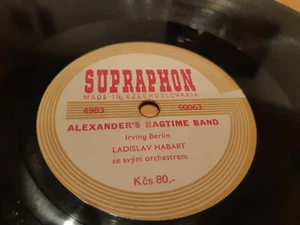 SUPRAPHON
MADE IN CZECHOSLOVAKIA
4983 50063
ALEXANDER'S RAGTIME BAND
Irving Berlin
LADISLAV HABART
se svým orchestrem
Kčs 80.-